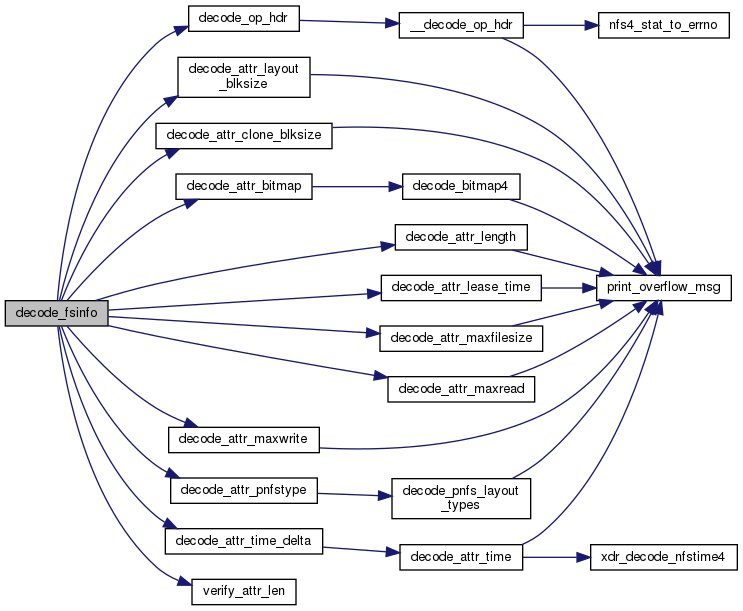 decode_op_hdr
__decode_op_hdr
nfs4_stat_to_errno
decode_attr_layout
_blksize
decode_attr_clone_blksize
decode_attr_bitmap
decode_bitmap4
decode_attr_length
decode_attr_lease_time
print_overflow_msg
decode_fsinfo
decode_attr_maxfilesize
decode_attr_maxread
decode_attr_maxwrite
decode_attr_pnfstype
decode_pnfs_layout
_types
decode_attr_time_delta
decode_attr_time
xdr_decode_nfstime4
verify_attr_len